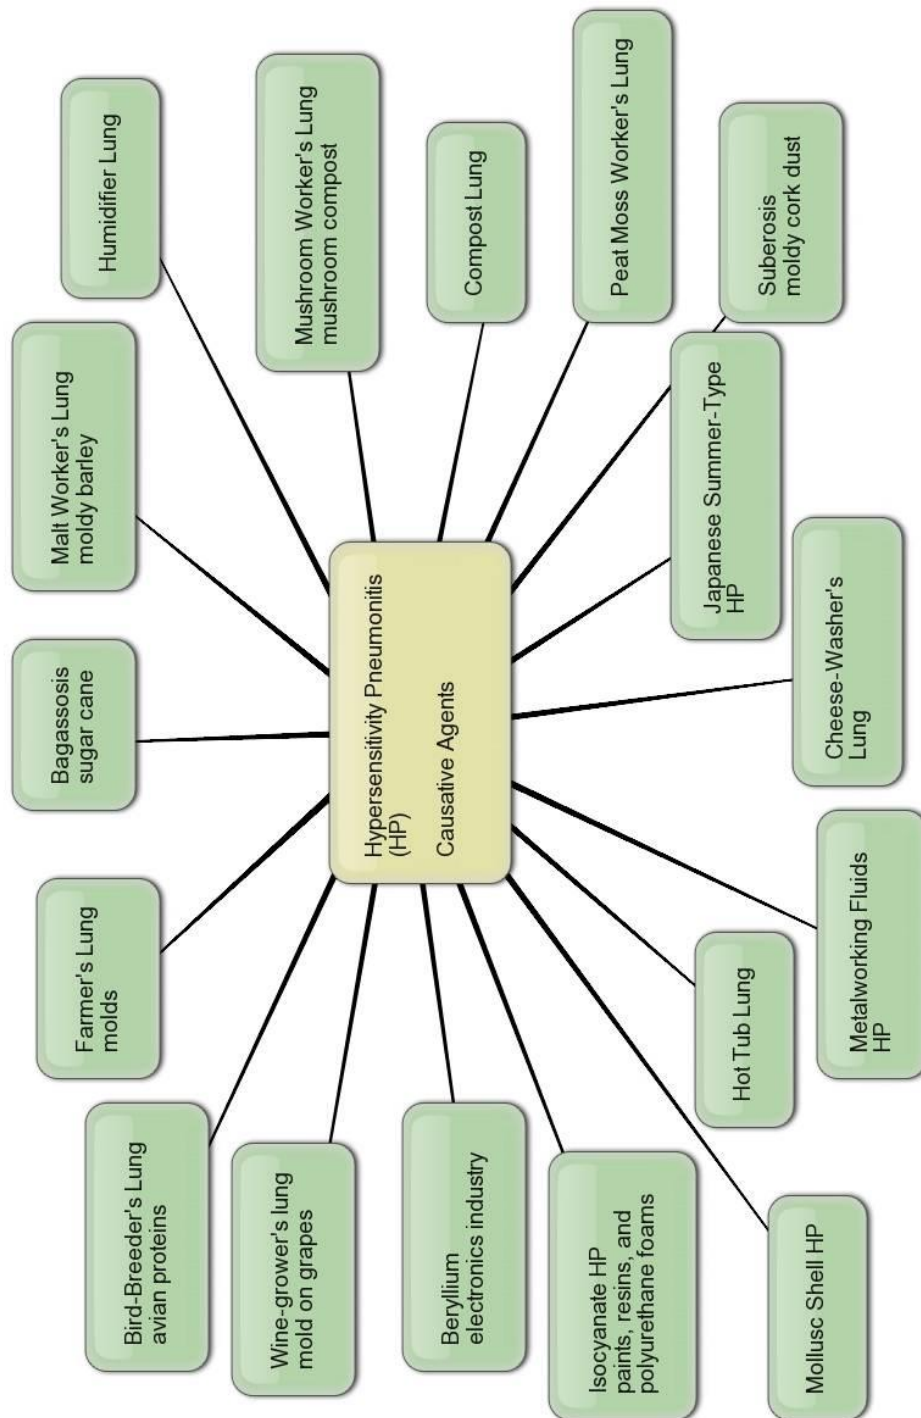 Hypersensitivity Pneumonitis
(HP)
Causative Agents
Humidifier Lung
Mushroom Worker's Lung
mushroom compost
Compost Lung
Peat Moss Worker's Lung
Suberosis
moldy cork dust
Japanese Summer-Type
HP
Cheese-Washer's
Lung
Metalworking Fluids
HP
Hot Tub Lung
Mollusc Shell HP
Isocyanate HP
paints, resins, and
polyurethane foams
Beryllium
electronics industry
Wine-grower's lung
mold on grapes
Bird-Breeder's Lung
avian proteins
Farmer's Lung
molds
Bagassosis
sugar cane
Malt Worker's Lung
moldy barley